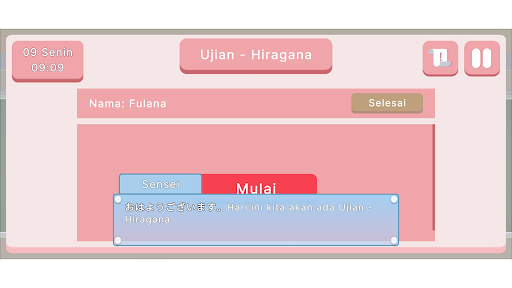 09 Senin
09:09
Ujian - Hiragana
Nama: Fulana
Selesai
Sensei
Mulai
おはようございます。Hari ini kita akan ada Ujian -
Hiragana